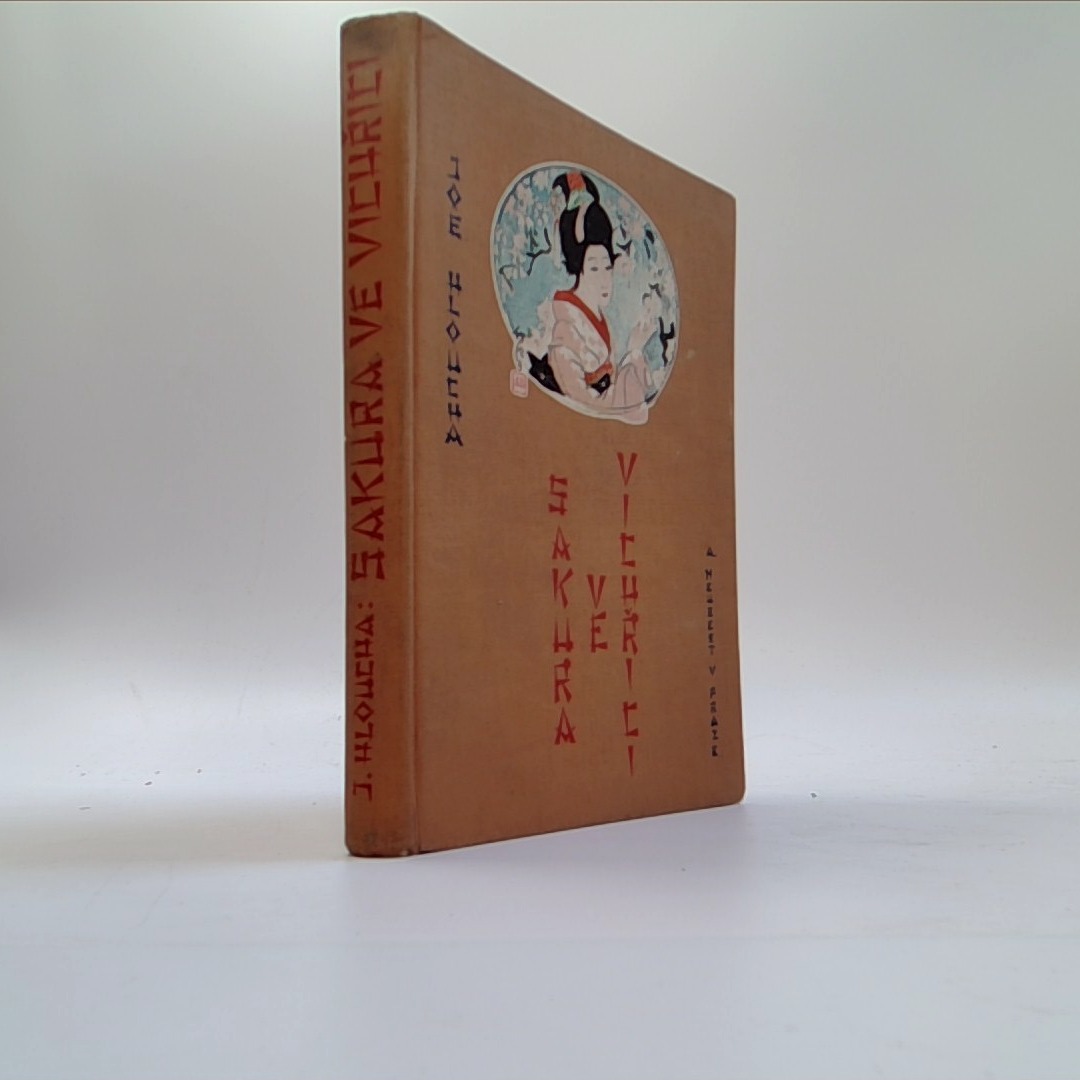 J. HLOUCHA: SAKURA VE VICHŘICI
JOE HLOUCHA
SAKURA
VE
VICHŘICI
A. NEUBERT V PRAZE